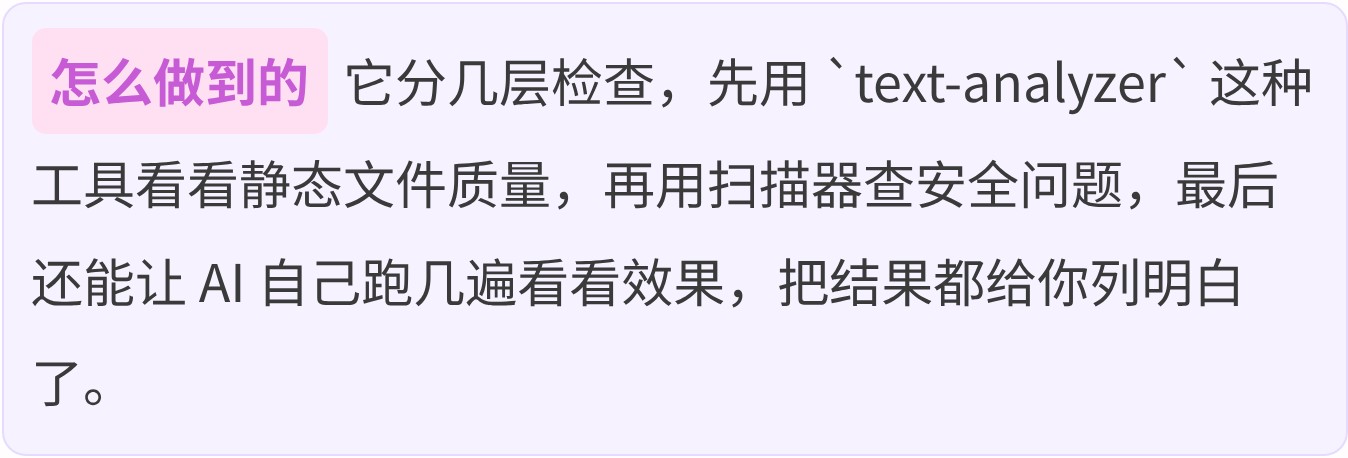 怎么做到的 它分几层检查，先用 `text-analyzer` 这种
工具看看静态文件质量，再用扫描器查安全问题，最后
还能让 AI 自己跑几遍看看效果，把结果都给你列明白
了。